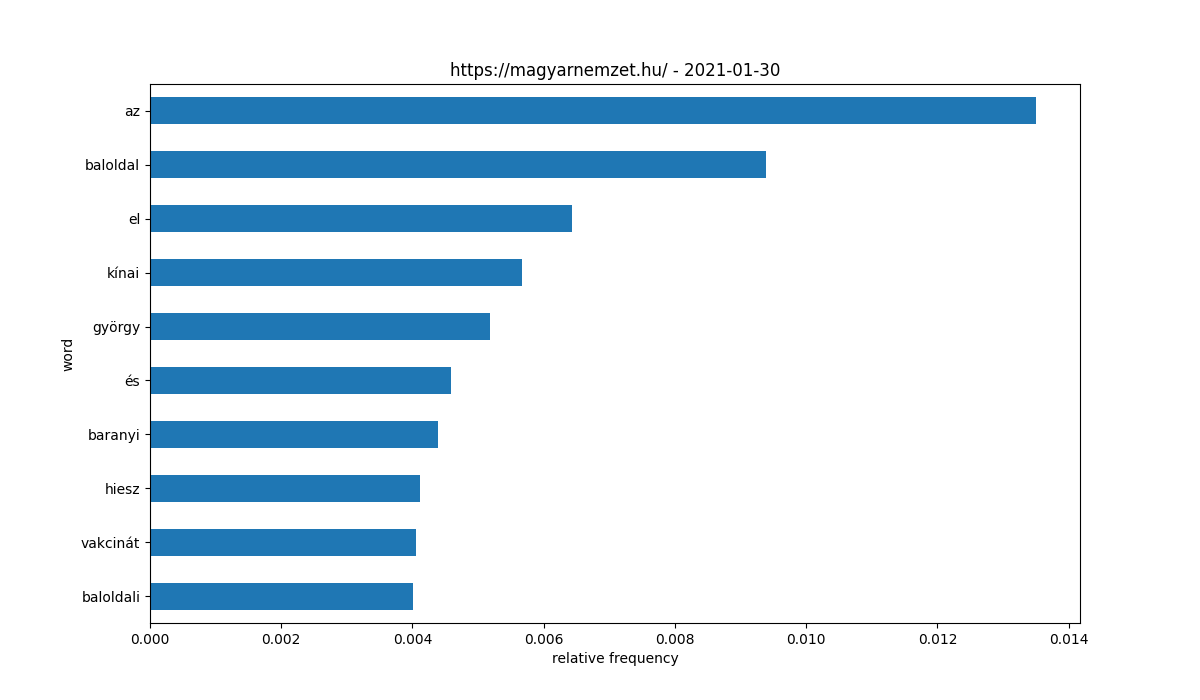 https://magyarnemzet.hu/ - 2021-01-30
az
baloldal
el
kínai
györgy
és
baranyi
hiesz
vakcinát
baloldali
word
0.000 0.002 0.004 0.006 0.008 0.010 0.012 0.014
relative frequency